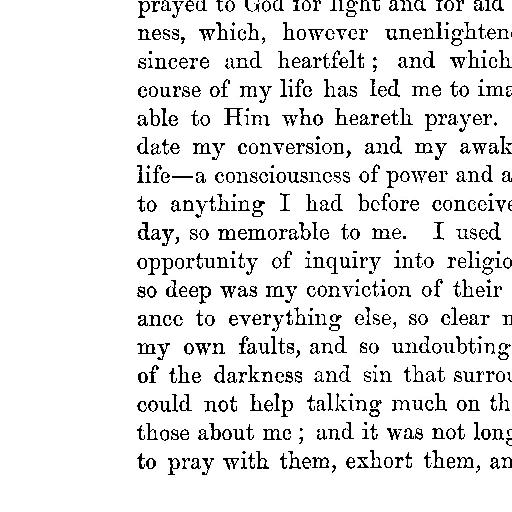 prayed to God for light and for aid
ness, which, however unenlighten
sincere and heartfelt; and which
course of my life has led me to ima
able to Him who heareth prayer.
date my conversion, and my awak
life—a consciousness of power and a
to anything I had before conceive
day, so memorable to me. I used
opportunity of inquiry into religio
so deep was my conviction of their
ance to everything else, so clear
my own faults, and so undoubting
of the darkness and sin that surrou
could not help talking much on th
those about me; and it was not long
to pray with them, exhort them, an